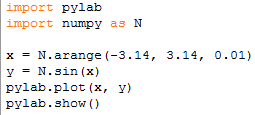 import pylab
import numpy as N
x = N.arange(-3.14, 3.14, 0.01)
y = N.sin(x)
pylab.plot(x, y)
pylab.show()